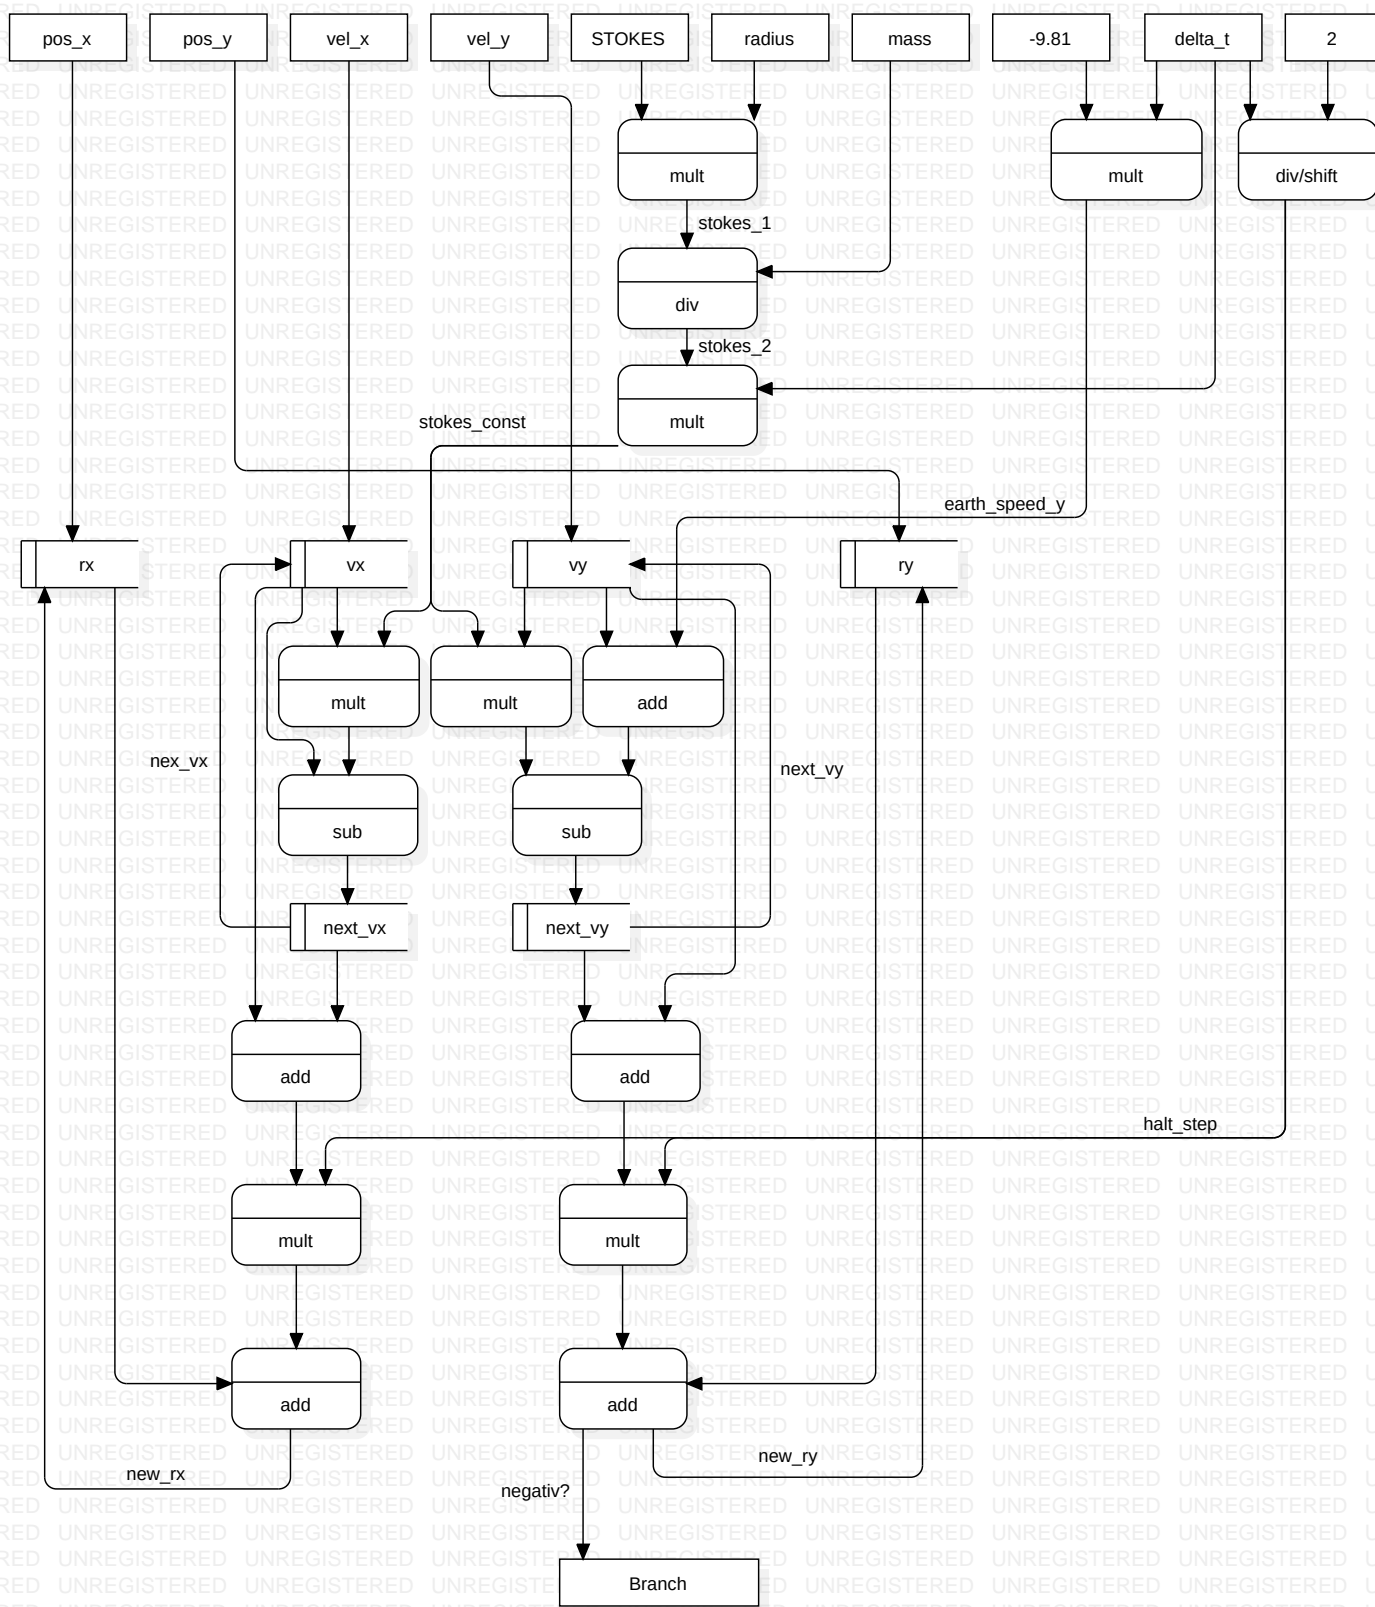 pos_x
pos_y
vel_x
vel_y
STOKES
radius
mass
-9.81
delta_t
2
mult
mult
div/shift
stokes_1
div
stokes_2
mult
stokes_const
earth_speed_y
rx
vx
vy
ry
mult
mult
add
nex_vx
next_vy
sub
sub
next_vx
next_vy
add
add
halt_step
mult
mult
add
add
new_rx
new_ry
negativ?
Branch
UNREGISTERED